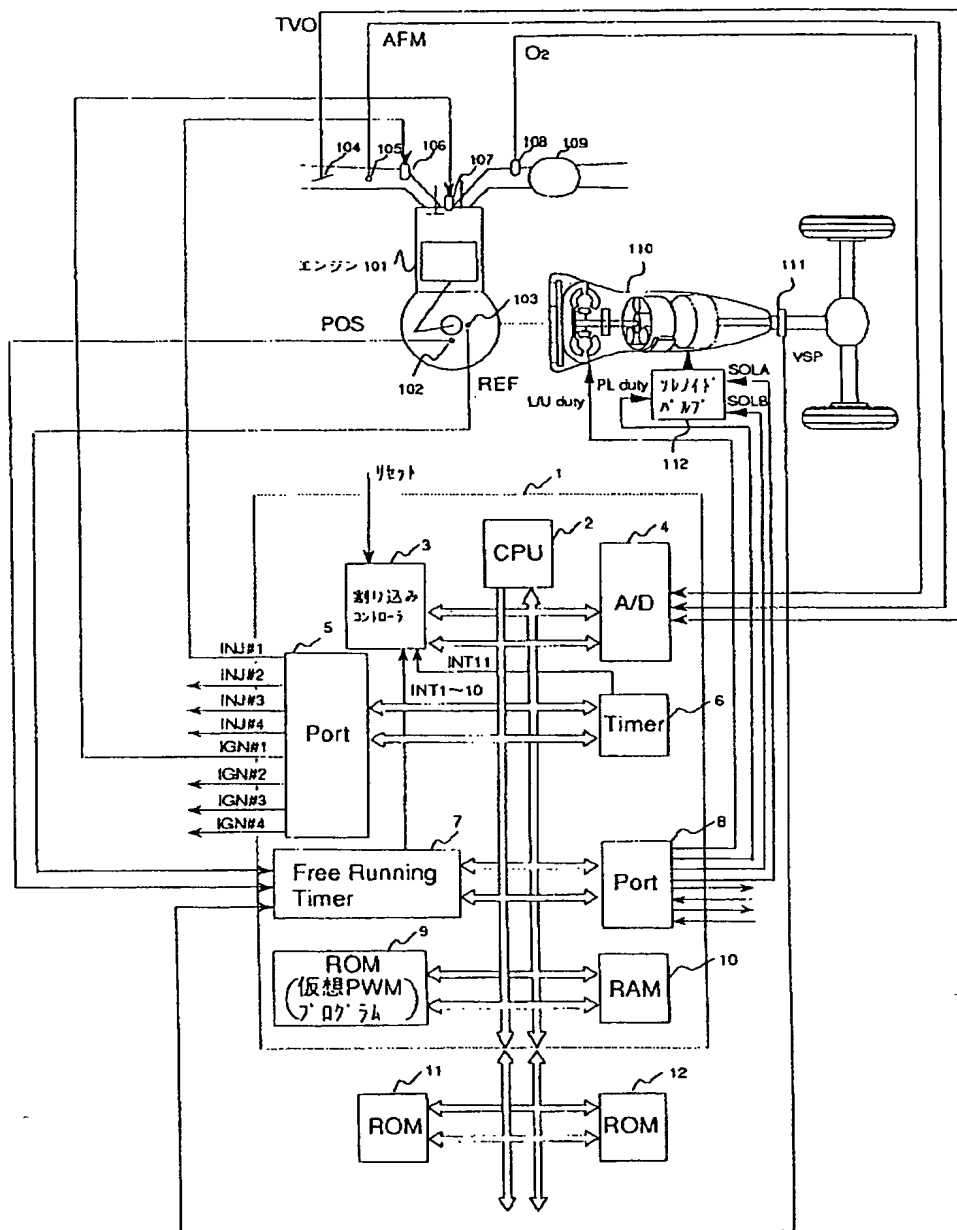 TVO
AFM
O2
104
105
106
107
108
109
エンジン 101
103
POS
102
REF
110
111
VSP
L/U duty
PL duty
ソレノイド
バルブ
SOLA
SOLB
112
リセット
1
2
CPU
3
割り込み
コントローラ
4
A/D
5
Port
INJ#1
INJ#2
INJ#3
INJ#4
IGN#1
IGN#2
IGN#3
IGN#4
INT11
INT1～10
6
Timer
7
Free Running
Timer
8
Port
9
ROM
(仮想PWM
プログラム)
10
RAM
11
ROM
12
ROM